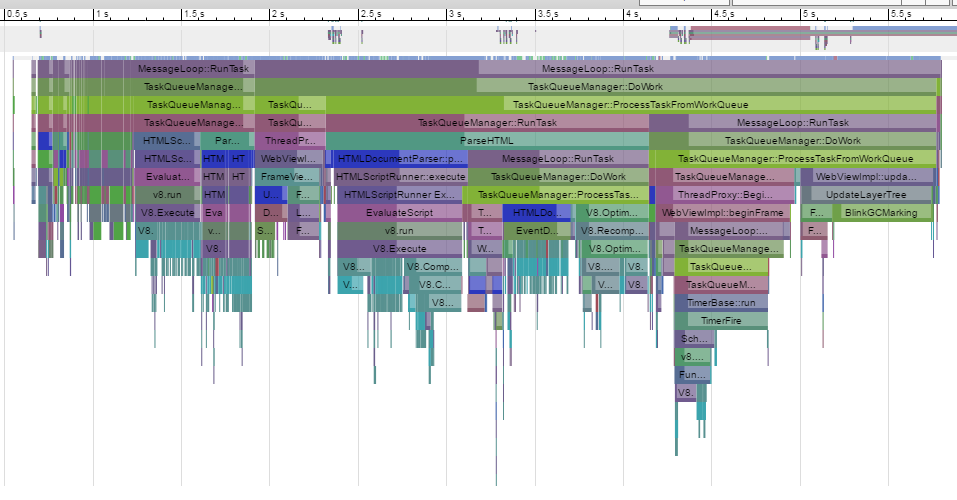 0.5 s 1 s 1.5 s 2 s 2.5 s 3 s 3.5 s 4 s 4.5 s 5 s 5.5 s
MessageLoop::RunTask MessageLoop::RunTask
TaskQueueManage... TaskQueueManager::DoWork
TaskQueueManag... TaskQu... TaskQueueManager::ProcessTaskFromWorkQueue
TaskQueueManage... TaskQu... TaskQueueManager::RunTask MessageLoop::RunTask
HTMLSc... Par... ThreadPr... ParseHTML TaskQueueManager::DoWork
HTMLSc... HTM HT WebViewI... HTMLDocumentParser::p... MessageLoop::RunTask TaskQueueManager::ProcessTaskFromWorkQueue
Evaluat... HTM HT FrameVie... HTMLScriptRunner::execute TaskQueueManager::DoWork TaskQueueManage... WebViewImpl::upda...
v8.run HTM U... F... HTMLScriptRunner Ex... TaskQueueManager::ProcessTas... ThreadProxy::Begi... UpdateLayerTree
V8.Execute Eva D... L... EvaluateScript T... HTMLDo... V8.Optim... WebViewImpl::beginFrame F... BlinkGCMarking
V8. v... S... F... v8.run T... EventD... V8.Recomp... MessageLoop:... F...
V8. V8.Execute W... V8.Optim... TaskQueueManage...
V8... V8.Comp... V8.... V8. TaskQueue...
V... V8.C... V... V8. TaskQueueM...
V8... TimerBase::run
TimerFire
Sch...
v8....
Fun...
V8.